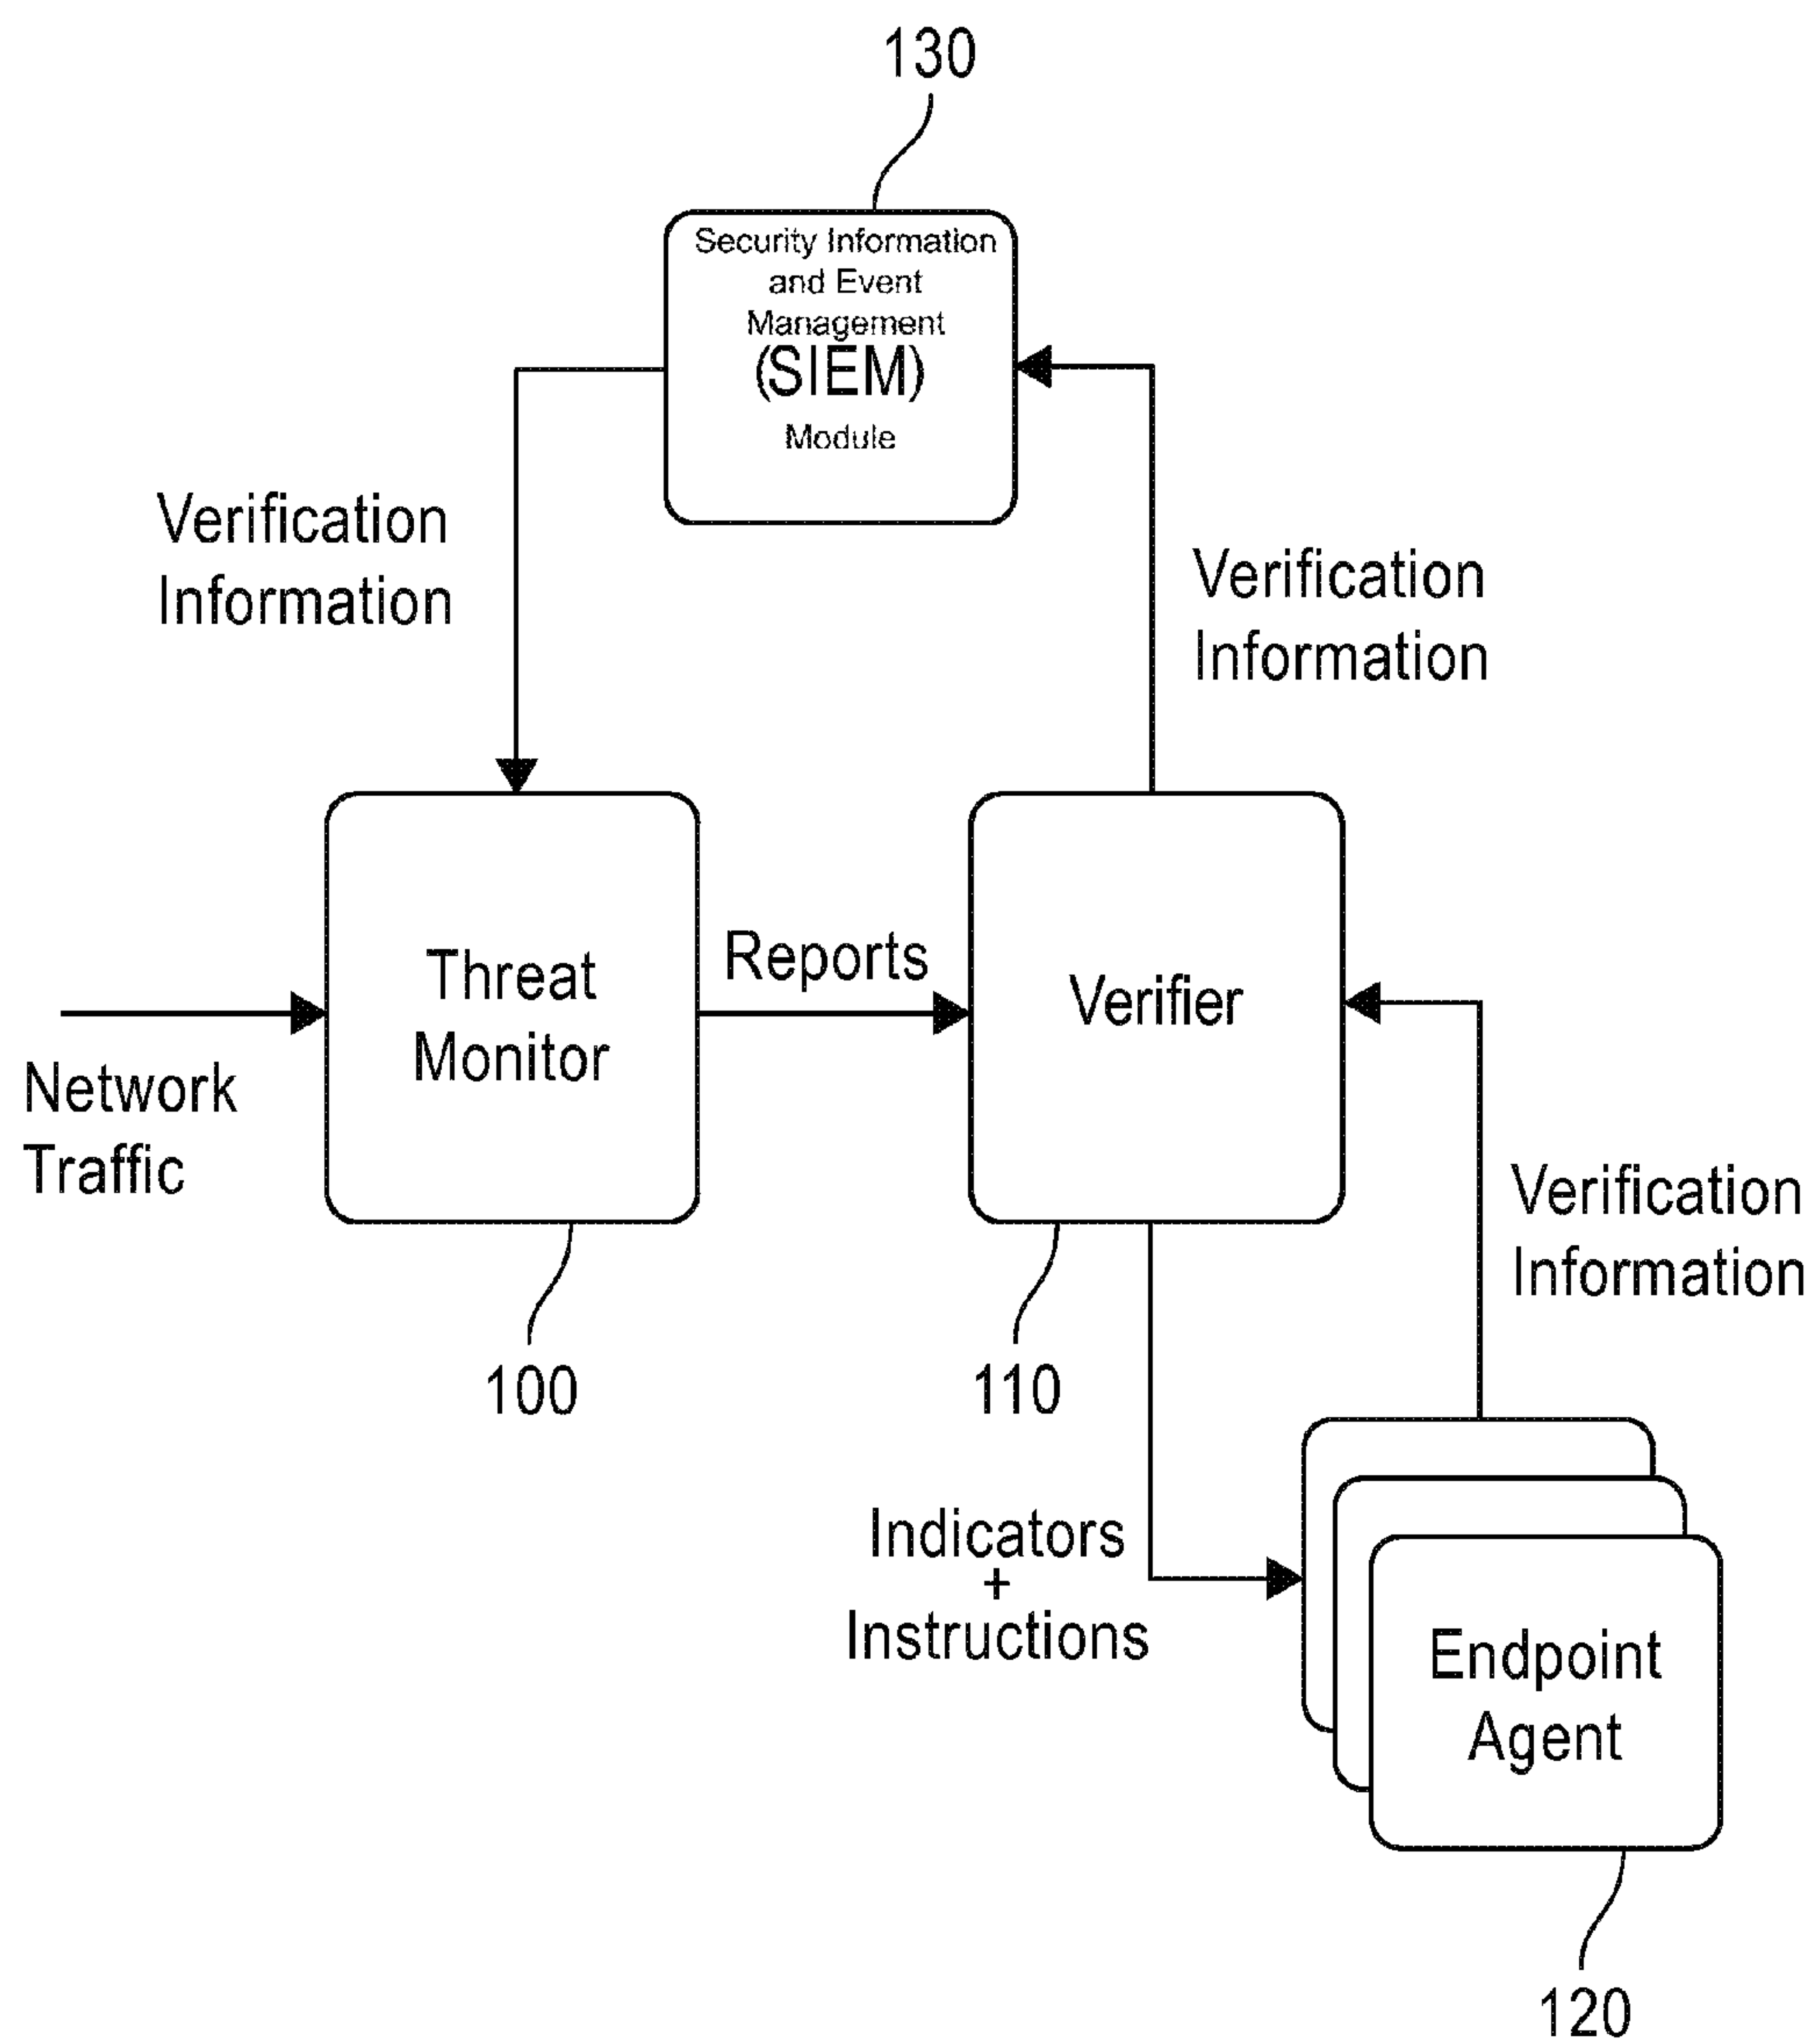 130
Security Information
and Event
Management
(SIEM)
Module
Verification
Information
Verification
Information
Threat
Monitor
Reports
Verifier
Network
Traffic
Verification
Information
100
110
Indicators
+
Instructions
Endpoint
Agent
120